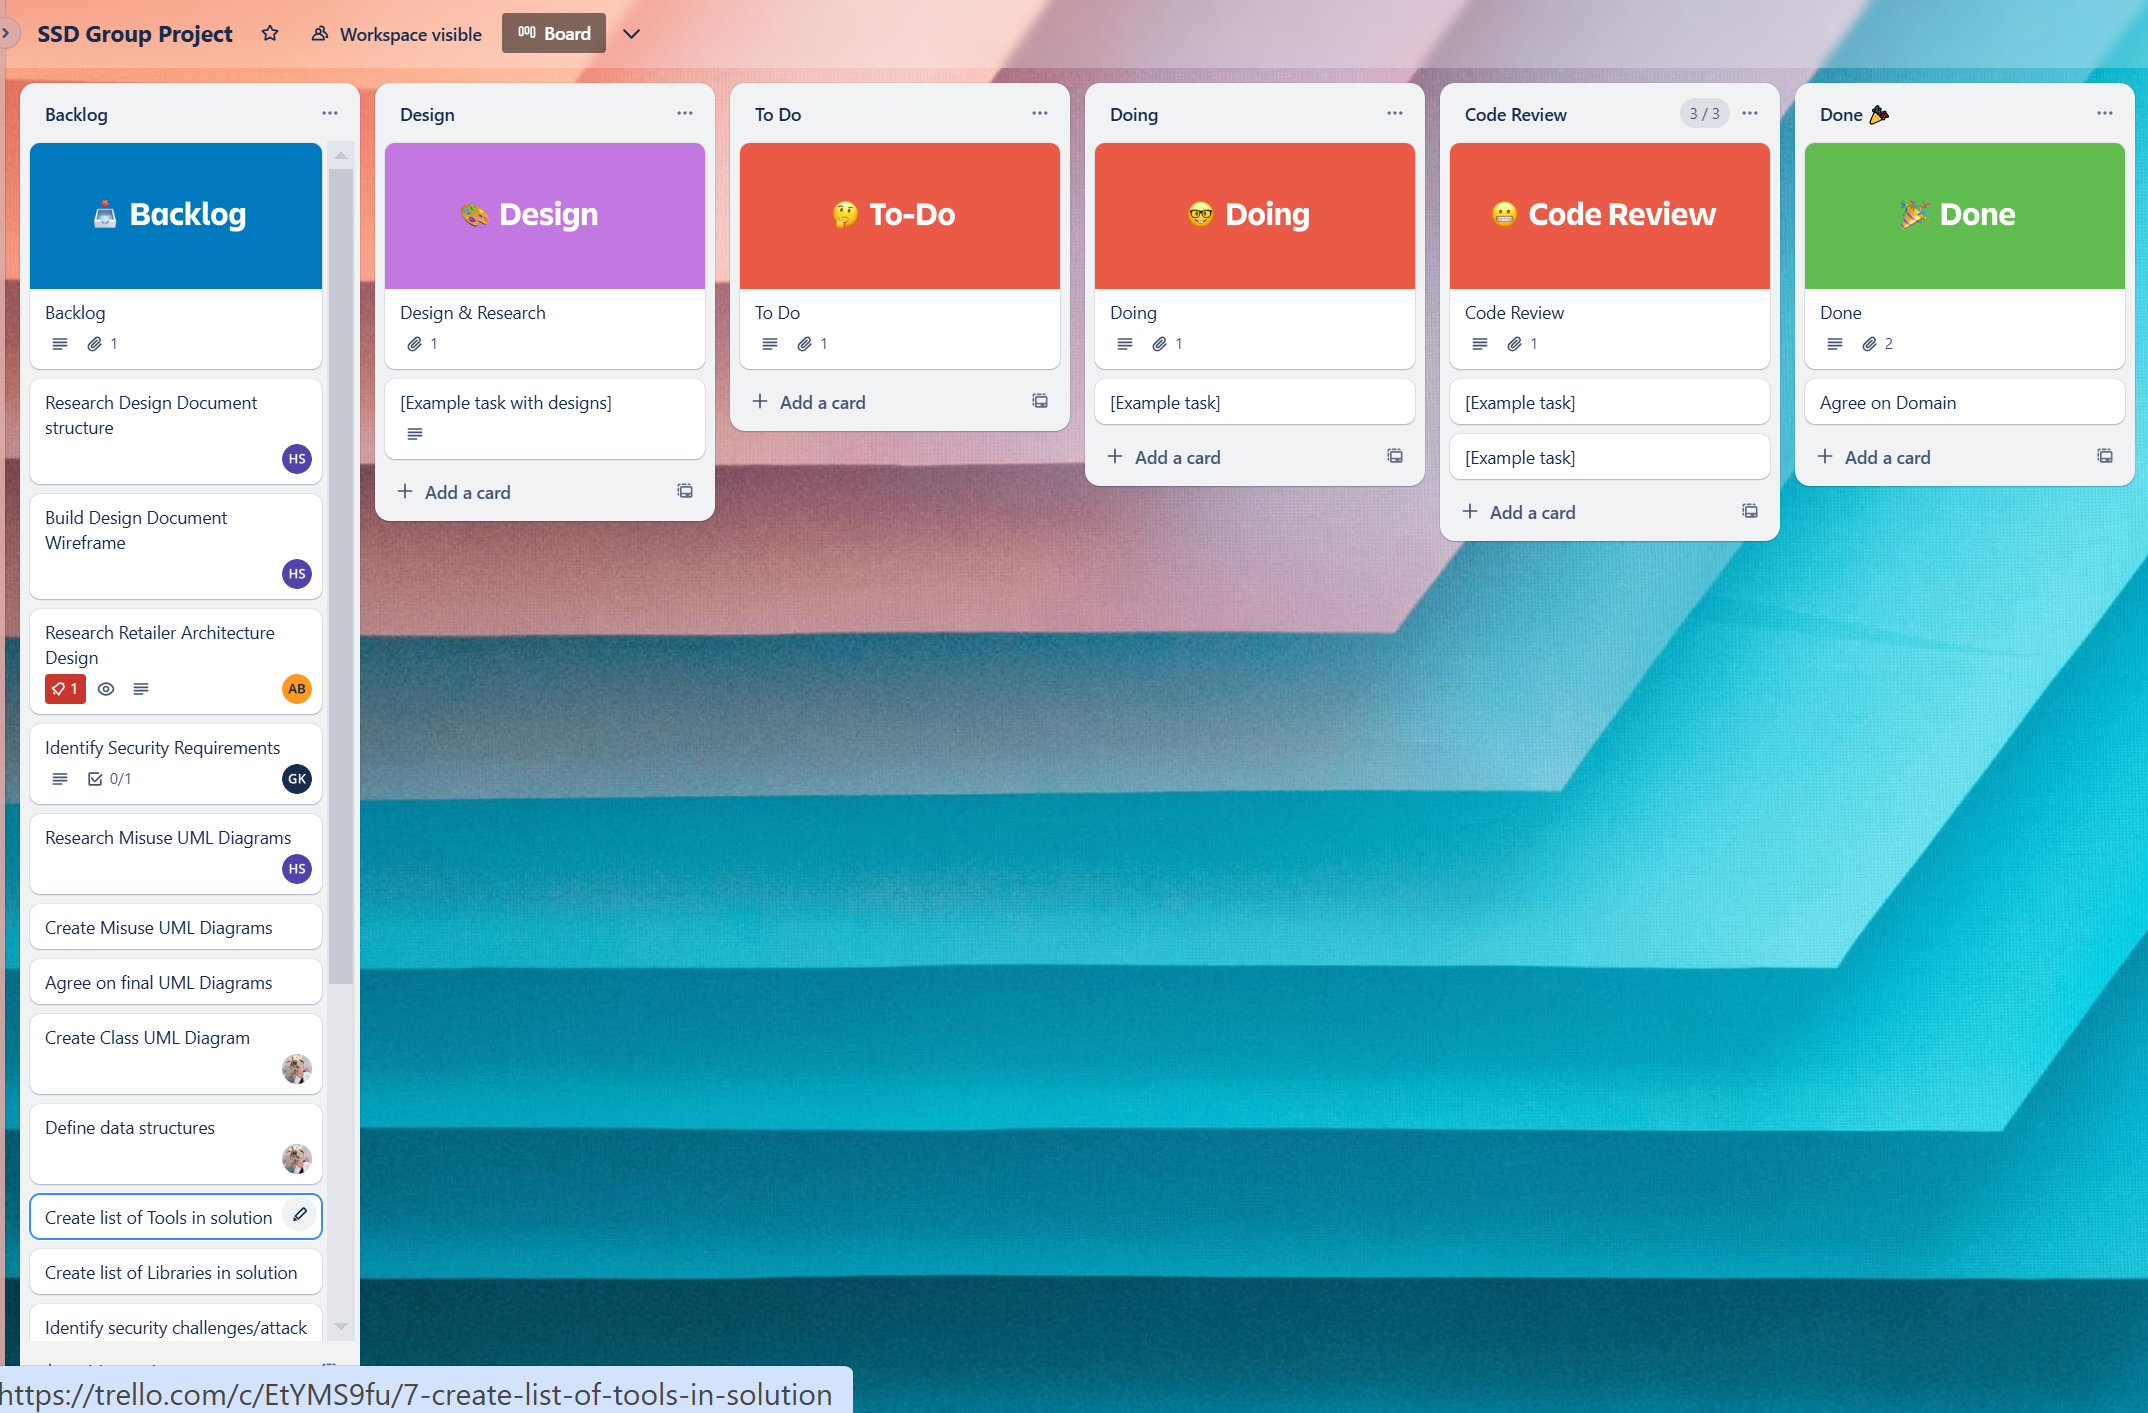 SSD Group Project
Workspace visible
Board
Backlog
Backlog
Backlog
1
Research Design Document
structure
HS
Build Design Document
Wireframe
HS
Research Retailer Architecture
Design
1
AB
Identify Security Requirements
0/1
GK
Research Misuse UML Diagrams
HS
Create Misuse UML Diagrams
Agree on final UML Diagrams
Create Class UML Diagram
Define data structures
Create list of Tools in solution
Create list of Libraries in solution
Identify security challenges/attack
Design
Design
Design & Research
1
[Example task with designs]
Add a card
To Do
To-Do
To Do
1
Add a card
Doing
Doing
Doing
1
[Example task]
Add a card
Code Review
3 / 3
Code Review
Code Review
1
[Example task]
[Example task]
Add a card
Done
Done
Done
2
Agree on Domain
Add a card
https://trello.com/c/EtYMS9fu/7-create-list-of-tools-in-solution